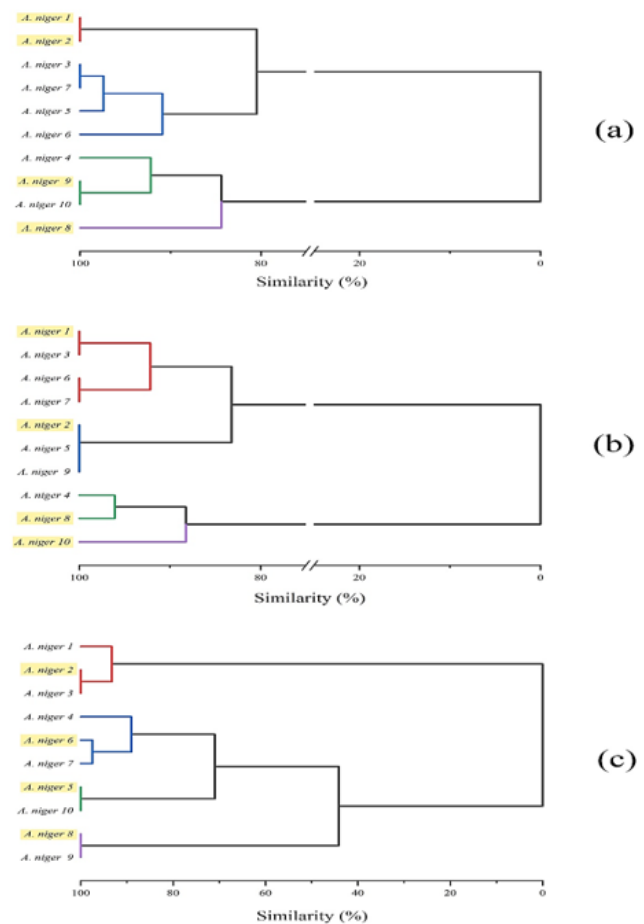 A. niger 1
A. niger 2
A. niger 3
A. niger 7
A. niger 5
A. niger 6
A. niger 4
A. niger 9
A. niger 10
A. niger 8
(a)
100 80 20 0
Similarity (%)
A. niger 1
A. niger 3
A. niger 6
A. niger 7
A. niger 2
A. niger 5
A. niger 9
A. niger 4
A. niger 8
A. niger 10
(b)
100 80 20 0
Similarity (%)
A. niger 1
A. niger 2
A. niger 3
A. niger 4
A. niger 6
A. niger 7
A. niger 5
A. niger 10
A. niger 8
A. niger 9
(c)
100 80 60 40 20 0
Similarity (%)